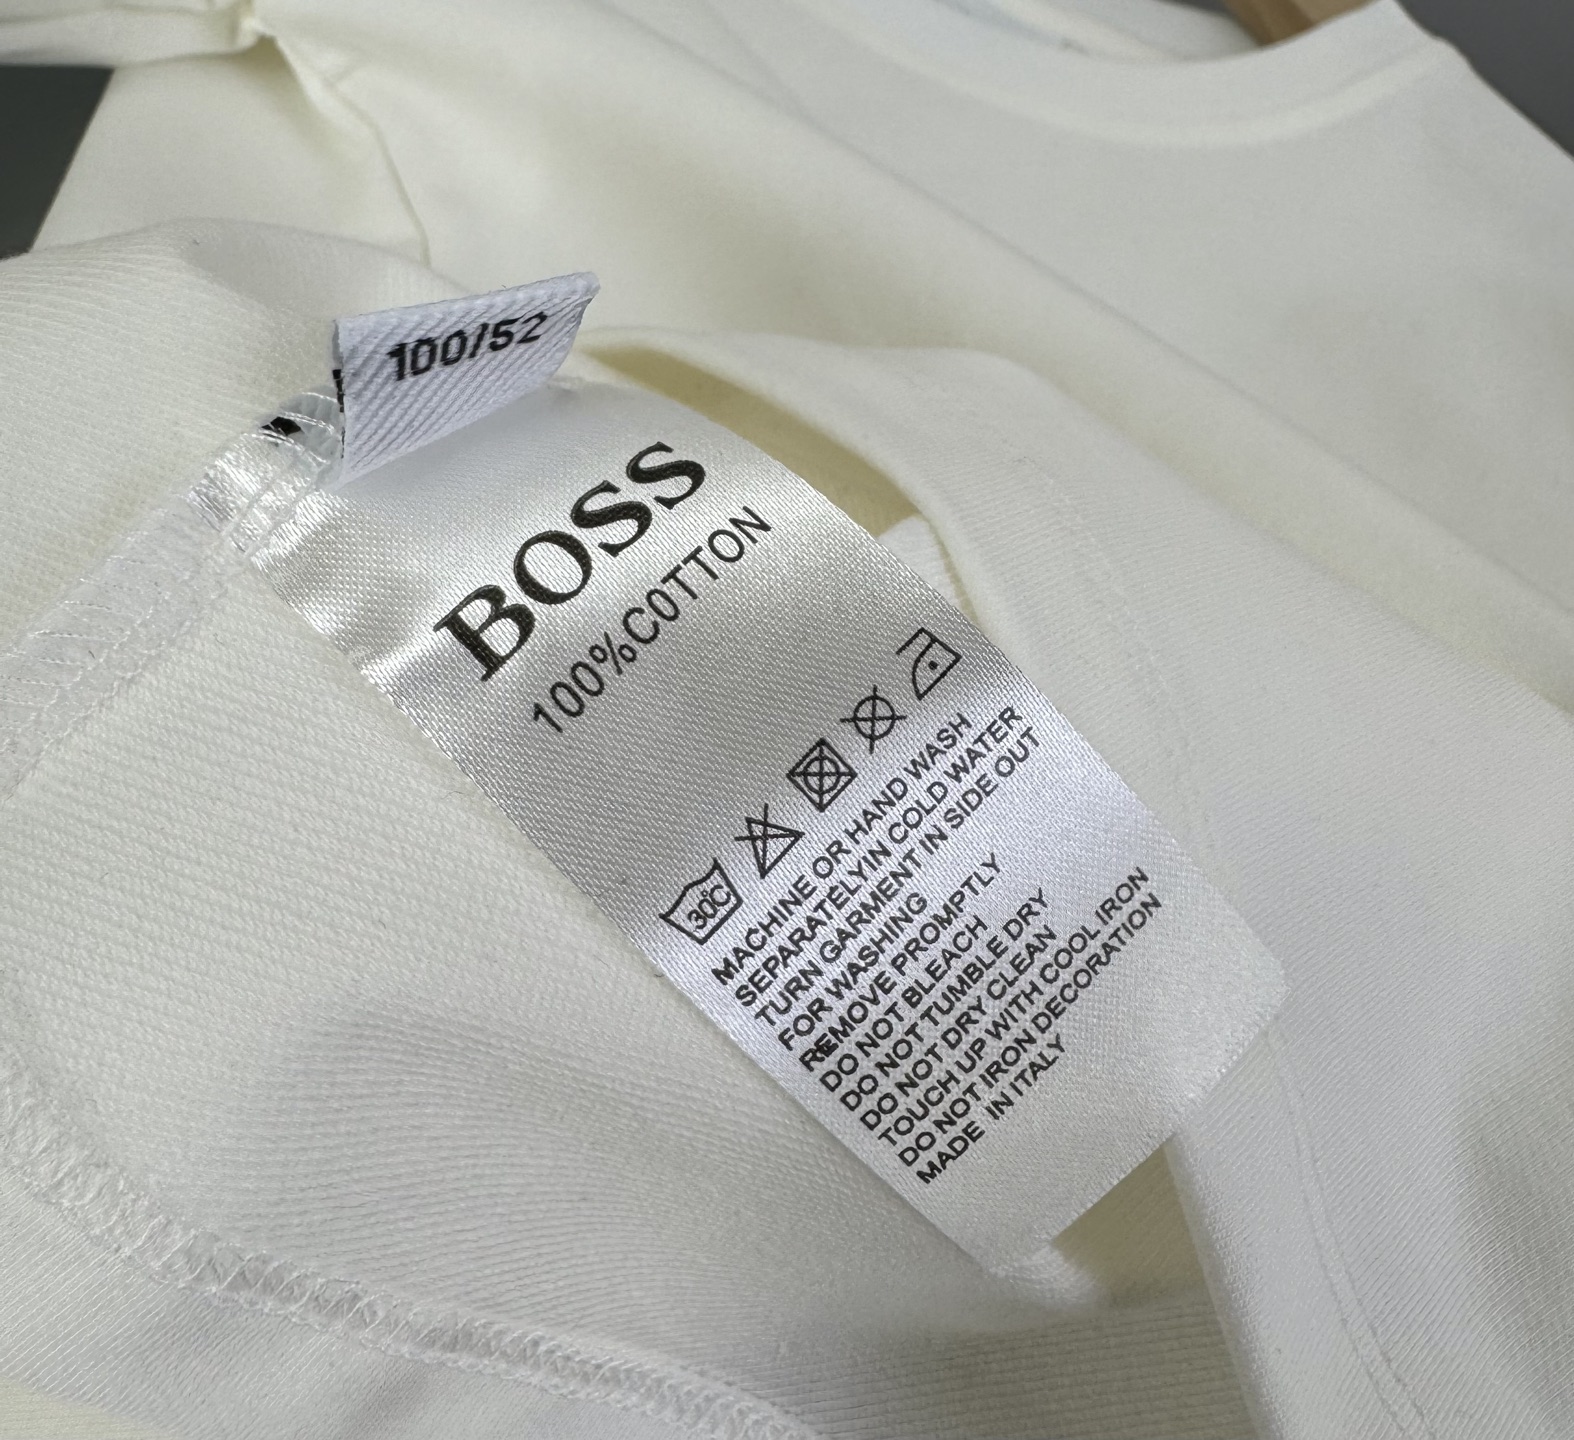 100/52
BOSS
100%COTTON
30℃
MACHINE OR HAND WASH
SEPARATELYIN COLD WATER
TURN GARMENT IN SIDE OUT
FOR WASHING
REMOVE PROMPTLY
DO NOT BLEACH
DO NOT TUMBLE DRY
DO NOT DRY CLEAN
TOUCH UP WITH COOL IRON
DO NOT IRON DECORATION
MADE IN ITALY